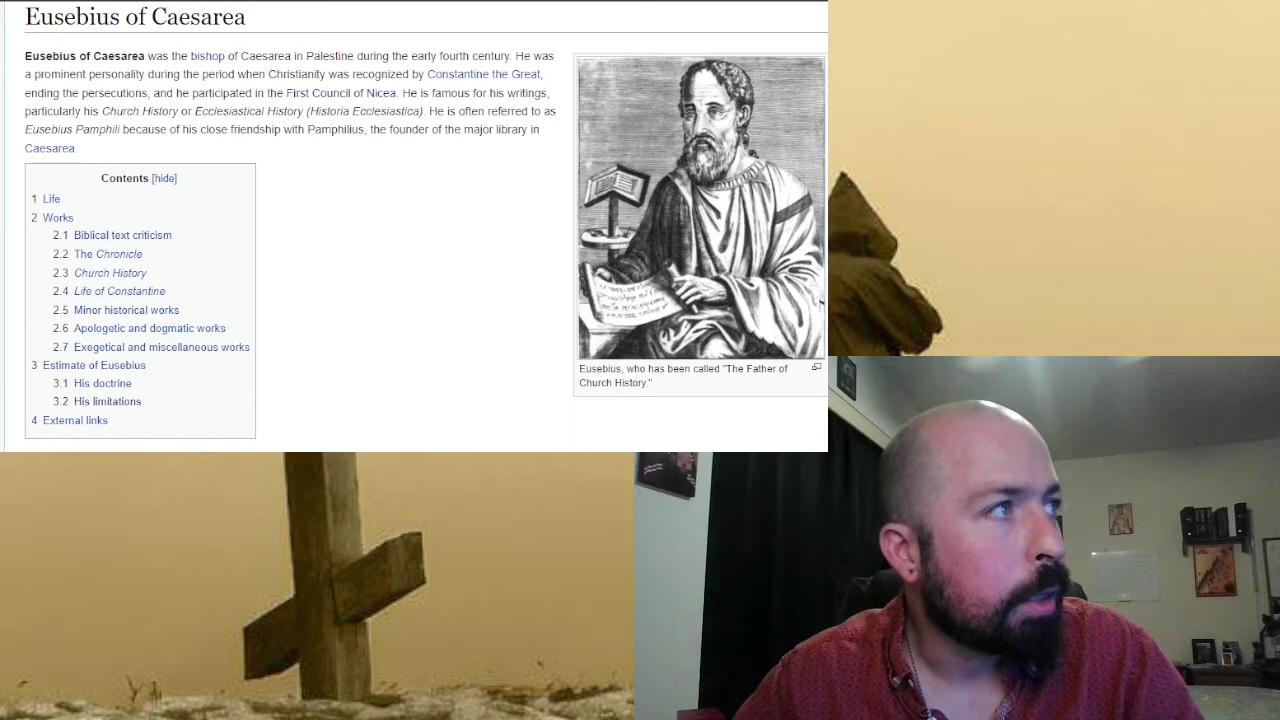 Eusebius of Caesarea
Eusebius of Caesarea was the bishop of Caesarea in Palestine during the early fourth century. He was
a prominent personality during the period when Christianity was recognized by Constantine the Great,
ending the persecutions, and he participated in the First Council of Nicea. He is famous for his writings,
particularly his Church History or Ecclesiastical History (Historia Ecclesiastica). He is often referred to as
Eusebius Pamphili because of his close friendship with Pamphilius, the founder of the major library in
Caesarea.
Contents [hide]
1 Life
2 Works
2.1 Biblical text criticism
2.2 The Chronicle
2.3 Church History
2.4 Life of Constantine
2.5 Minor historical works
2.6 Apologetic and dogmatic works
2.7 Exegetical and miscellaneous works
3 Estimate of Eusebius
3.1 His doctrine
3.2 His limitations
4 External links
Eusebius, who has been called "The Father of
Church History."